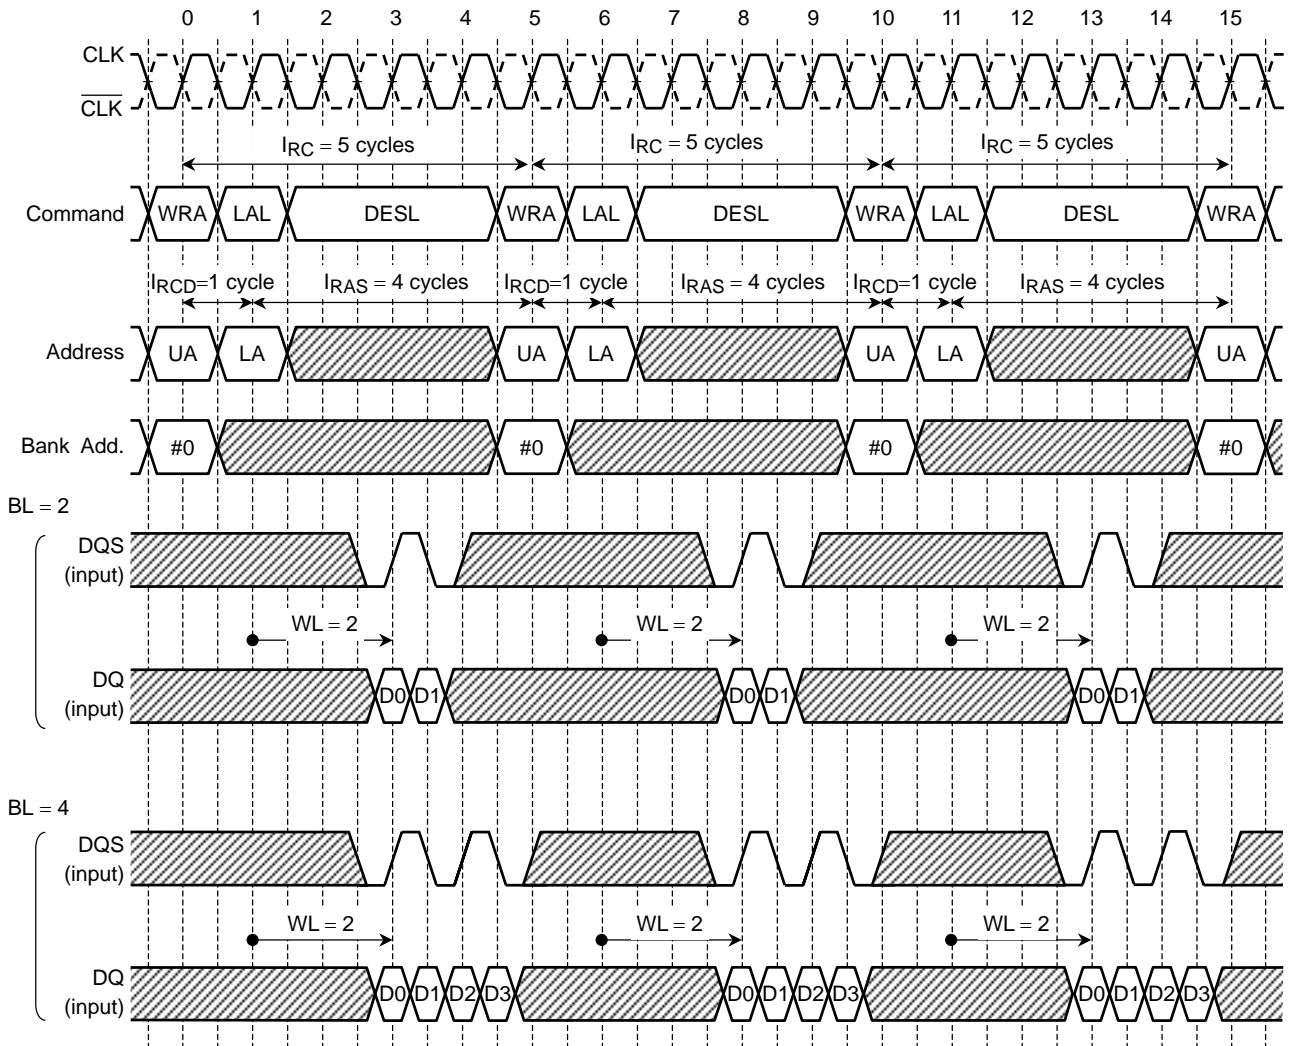 0 1 2 3 4 5 6 7 8 9 10 11 12 13 14 15
CLK
CLK
IRC = 5 cycles IRC = 5 cycles IRC = 5 cycles
Command WRA LAL DESL WRA LAL DESL WRA LAL DESL WRA
IRCD=1 cycle IRAS = 4 cycles IRCD=1 cycle IRAS = 4 cycles IRCD=1 cycle IRAS = 4 cycles
Address UA LA UA LA UA LA UA
Bank Add. #0 #0 #0 #0
BL = 2
DQS
(input)
WL = 2 WL = 2 WL = 2
DQ
(input) D0 D1 D0 D1 D0 D1
BL = 4
DQS
(input)
WL = 2 WL = 2 WL = 2
DQ
(input) D0 D1 D2 D3 D0 D1 D2 D3 D0 D1 D2 D3